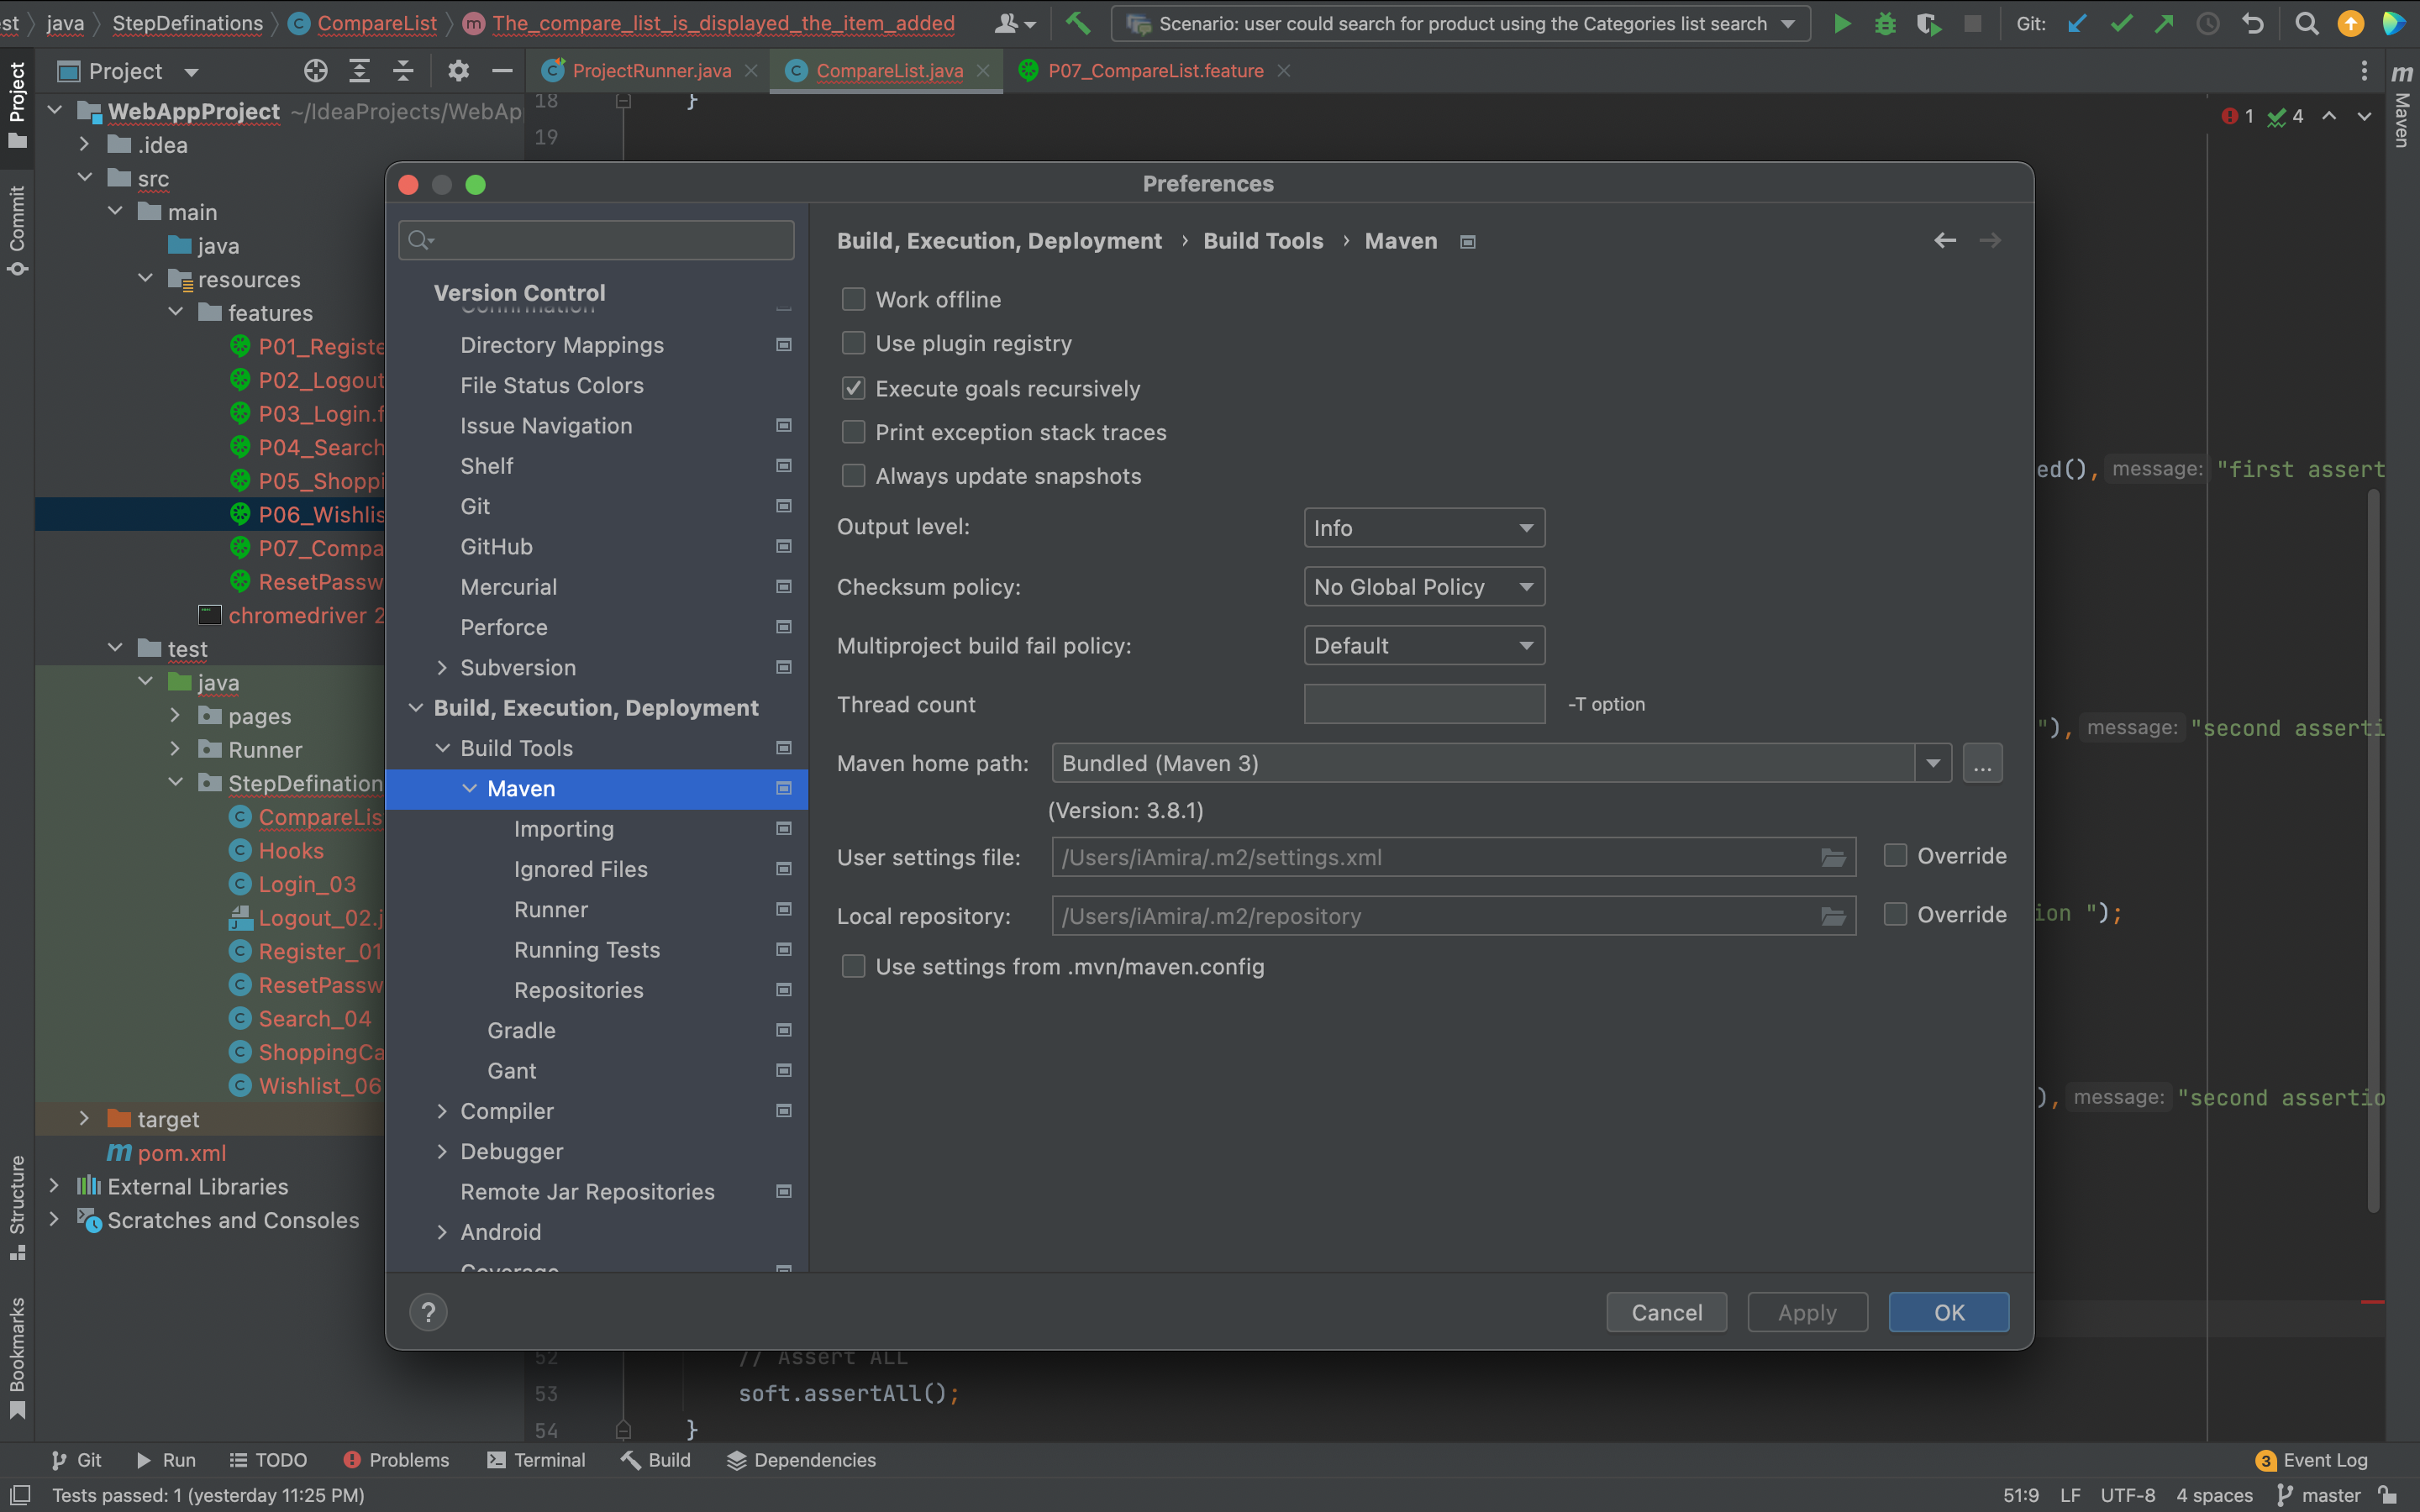 st
java
StepDefinations
CompareList
The_compare_list_is_displayed_the_item_added
Scenario: user could search for product using the Categories list search
Git:
Project
ProjectRunner.java
CompareList.java
P07_CompareList.feature
Project
Commit
Structure
Bookmarks
Maven
WebAppProject ~/IdeaProjects/WebAp
.idea
src
main
java
resources
features
P01_Registe
P02_Logout
P03_Login.f
P04_Search
P05_Shoppi
P06_Wishlis
P07_Compa
ResetPassw
chromedriver 2
test
java
pages
Runner
StepDefination
CompareLis
Hooks
Login_03
Logout_02.j
Register_01
ResetPassw
Search_04
ShoppingCa
Wishlist_06
target
pom.xml
External Libraries
Scratches and Consoles
18 }
19
1 4
ed(), message: "first assert
"), message: "second asserti
ion ");
), message: "second assertio
52 // Assert ALL
53 soft.assertAll();
54 }
Preferences
Version Control
Confirmation
Directory Mappings
File Status Colors
Issue Navigation
Shelf
Git
GitHub
Mercurial
Perforce
Subversion
Build, Execution, Deployment
Build Tools
Maven
Importing
Ignored Files
Runner
Running Tests
Repositories
Gradle
Gant
Compiler
Debugger
Remote Jar Repositories
Android
Coverage
Build, Execution, Deployment › Build Tools › Maven
Work offline
Use plugin registry
Execute goals recursively
Print exception stack traces
Always update snapshots
Output level: Info
Checksum policy: No Global Policy
Multiproject build fail policy: Default
Thread count -T option
Maven home path: Bundled (Maven 3) ...
(Version: 3.8.1)
User settings file: /Users/iAmira/.m2/settings.xml Override
Local repository: /Users/iAmira/.m2/repository Override
Use settings from .mvn/maven.config
? Cancel Apply OK
Git Run TODO Problems Terminal Build Dependencies
3 Event Log
Tests passed: 1 (yesterday 11:25 PM)
51:9 LF UTF-8 4 spaces master